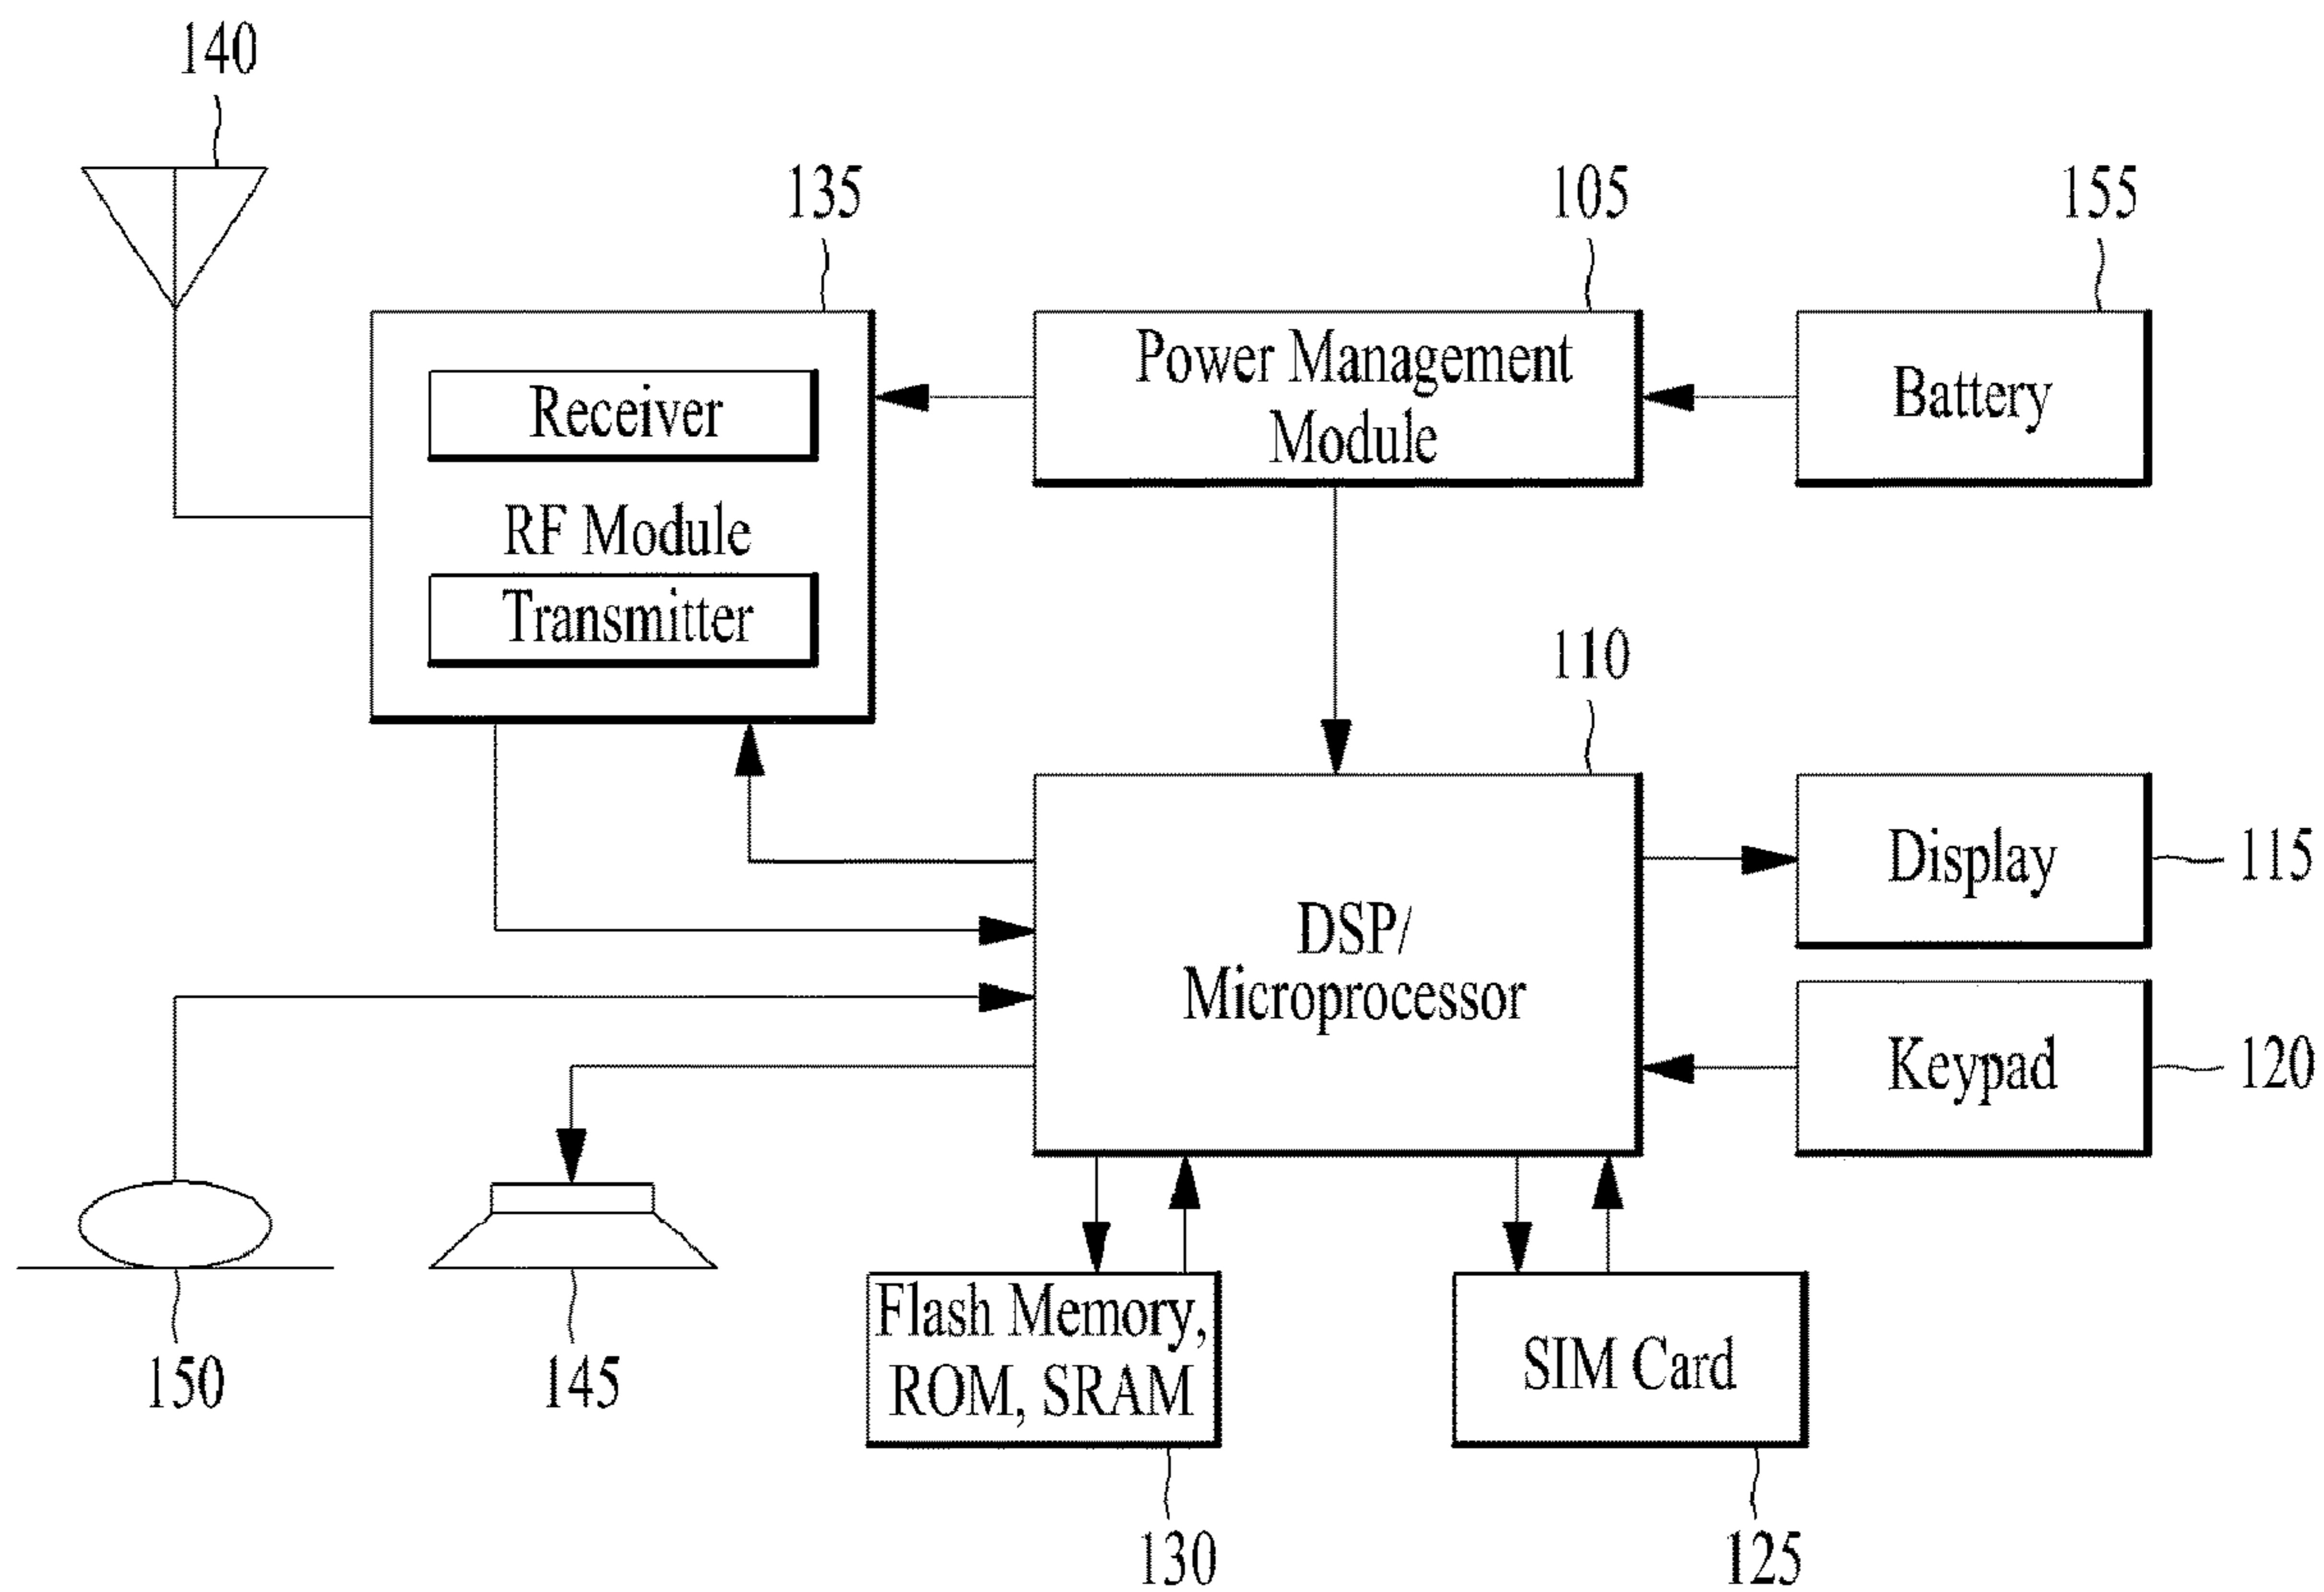 140
135
105
155
Receiver
RF Module
Transmitter
Power Management
Module
Battery
110
DSP/
Microprocessor
Display
115
Keypad
120
150
145
Flash Memory,
ROM, SRAM
SIM Card
130
125